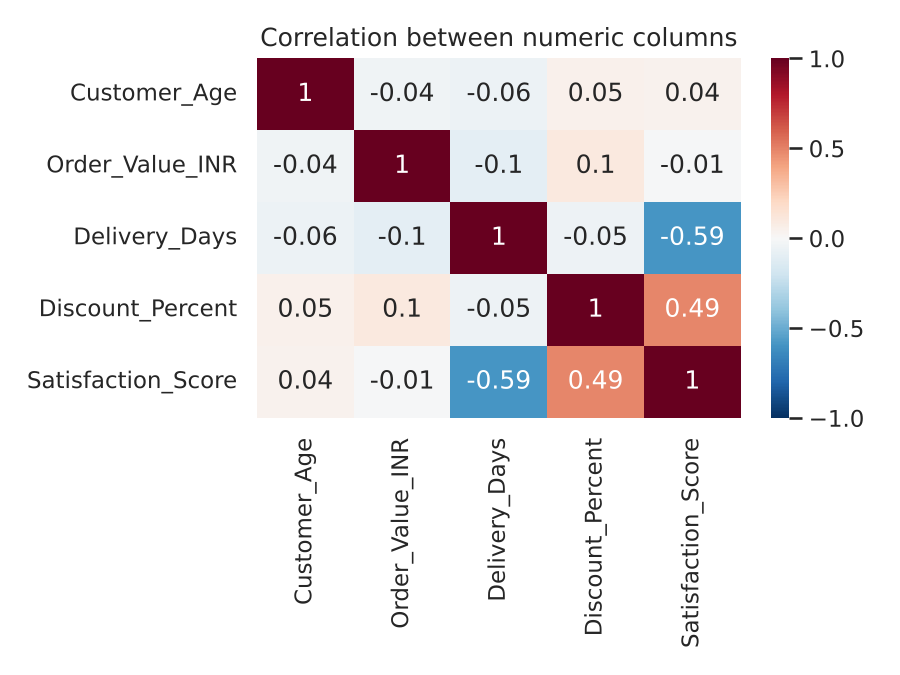 Correlation between numeric columns
Customer_Age 1 -0.04 -0.06 0.05 0.04
Order_Value_INR -0.04 1 -0.1 0.1 -0.01
Delivery_Days -0.06 -0.1 1 -0.05 -0.59
Discount_Percent 0.05 0.1 -0.05 1 0.49
Satisfaction_Score 0.04 -0.01 -0.59 0.49 1
Customer_Age
Order_Value_INR
Delivery_Days
Discount_Percent
Satisfaction_Score
1.0
0.5
0.0
−0.5
−1.0